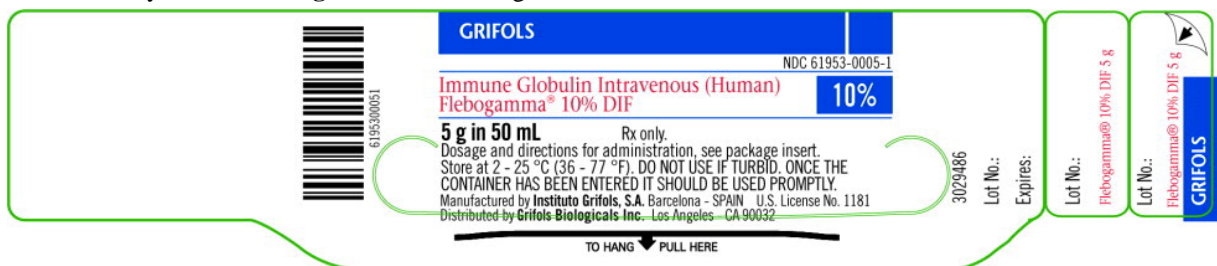 GRIFOLS
NDC 61953-0005-1
Immune Globulin Intravenous (Human)
Flebogamma® 10% DIF
10%
5 g in 50 mL Rx only.
Dosage and directions for administration, see package insert.
Store at 2 - 25 °C (36 - 77 °F). DO NOT USE IF TURBID. ONCE THE
CONTAINER HAS BEEN ENTERED IT SHOULD BE USED PROMPTLY.
Manufactured by Instituto Grifols, S.A. Barcelona - SPAIN U.S. License No. 1181
Distributed by Grifols Biologicals Inc. Los Angeles - CA 90032
TO HANG PULL HERE
6195300051
3029486
Lot No.:
Expires:
Lot No.:
Flebogamma® 10% DIF 5 g
Lot No.:
Flebogamma® 10% DIF 5 g
GRIFOLS